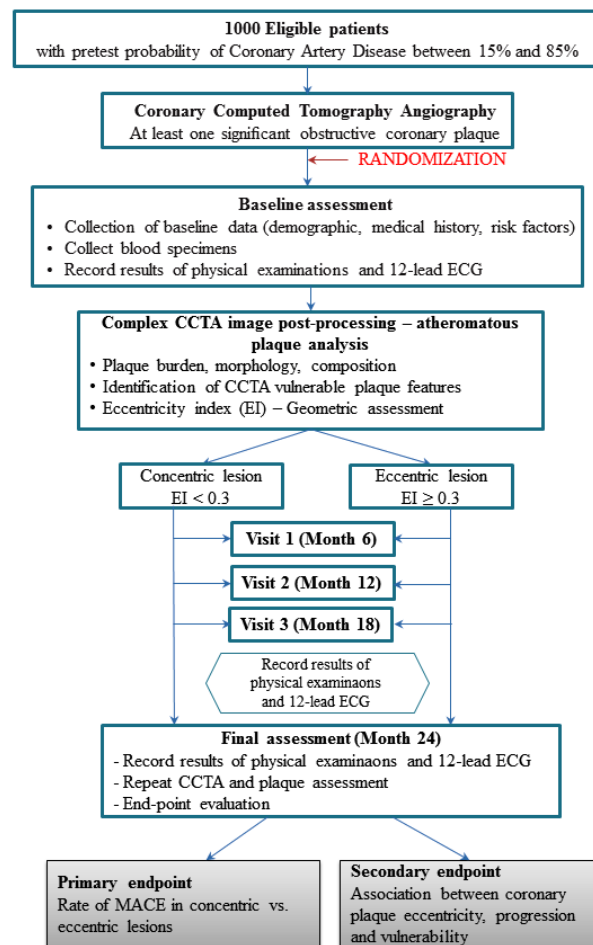 1000 Eligible patients
with pretest probability of Coronary Artery Disease between 15% and 85%
Coronary Computed Tomography Angiography
At least one significant obstructive coronary plaque
RANDOMIZATION
Baseline assessment
• Collection of baseline data (demographic, medical history, risk factors)
• Collect blood specimens
• Record results of physical examinations and 12-lead ECG
Complex CCTA image post-processing – atheromatous
plaque analysis
• Plaque burden, morphology, composition
• Identification of CCTA vulnerable plaque features
• Eccentricity index (EI) – Geometric assessment
Concentric lesion
EI < 0.3
Eccentric lesion
EI ≥ 0.3
Visit 1 (Month 6)
Visit 2 (Month 12)
Visit 3 (Month 18)
Record results of
physical examinaons
and 12-lead ECG
Final assessment (Month 24)
- Record results of physical examinaons and 12-lead ECG
- Repeat CCTA and plaque assessment
- End-point evaluation
Primary endpoint
Rate of MACE in concentric vs.
eccentric lesions
Secondary endpoint
Association between coronary
plaque eccentricity, progression
and vulnerability